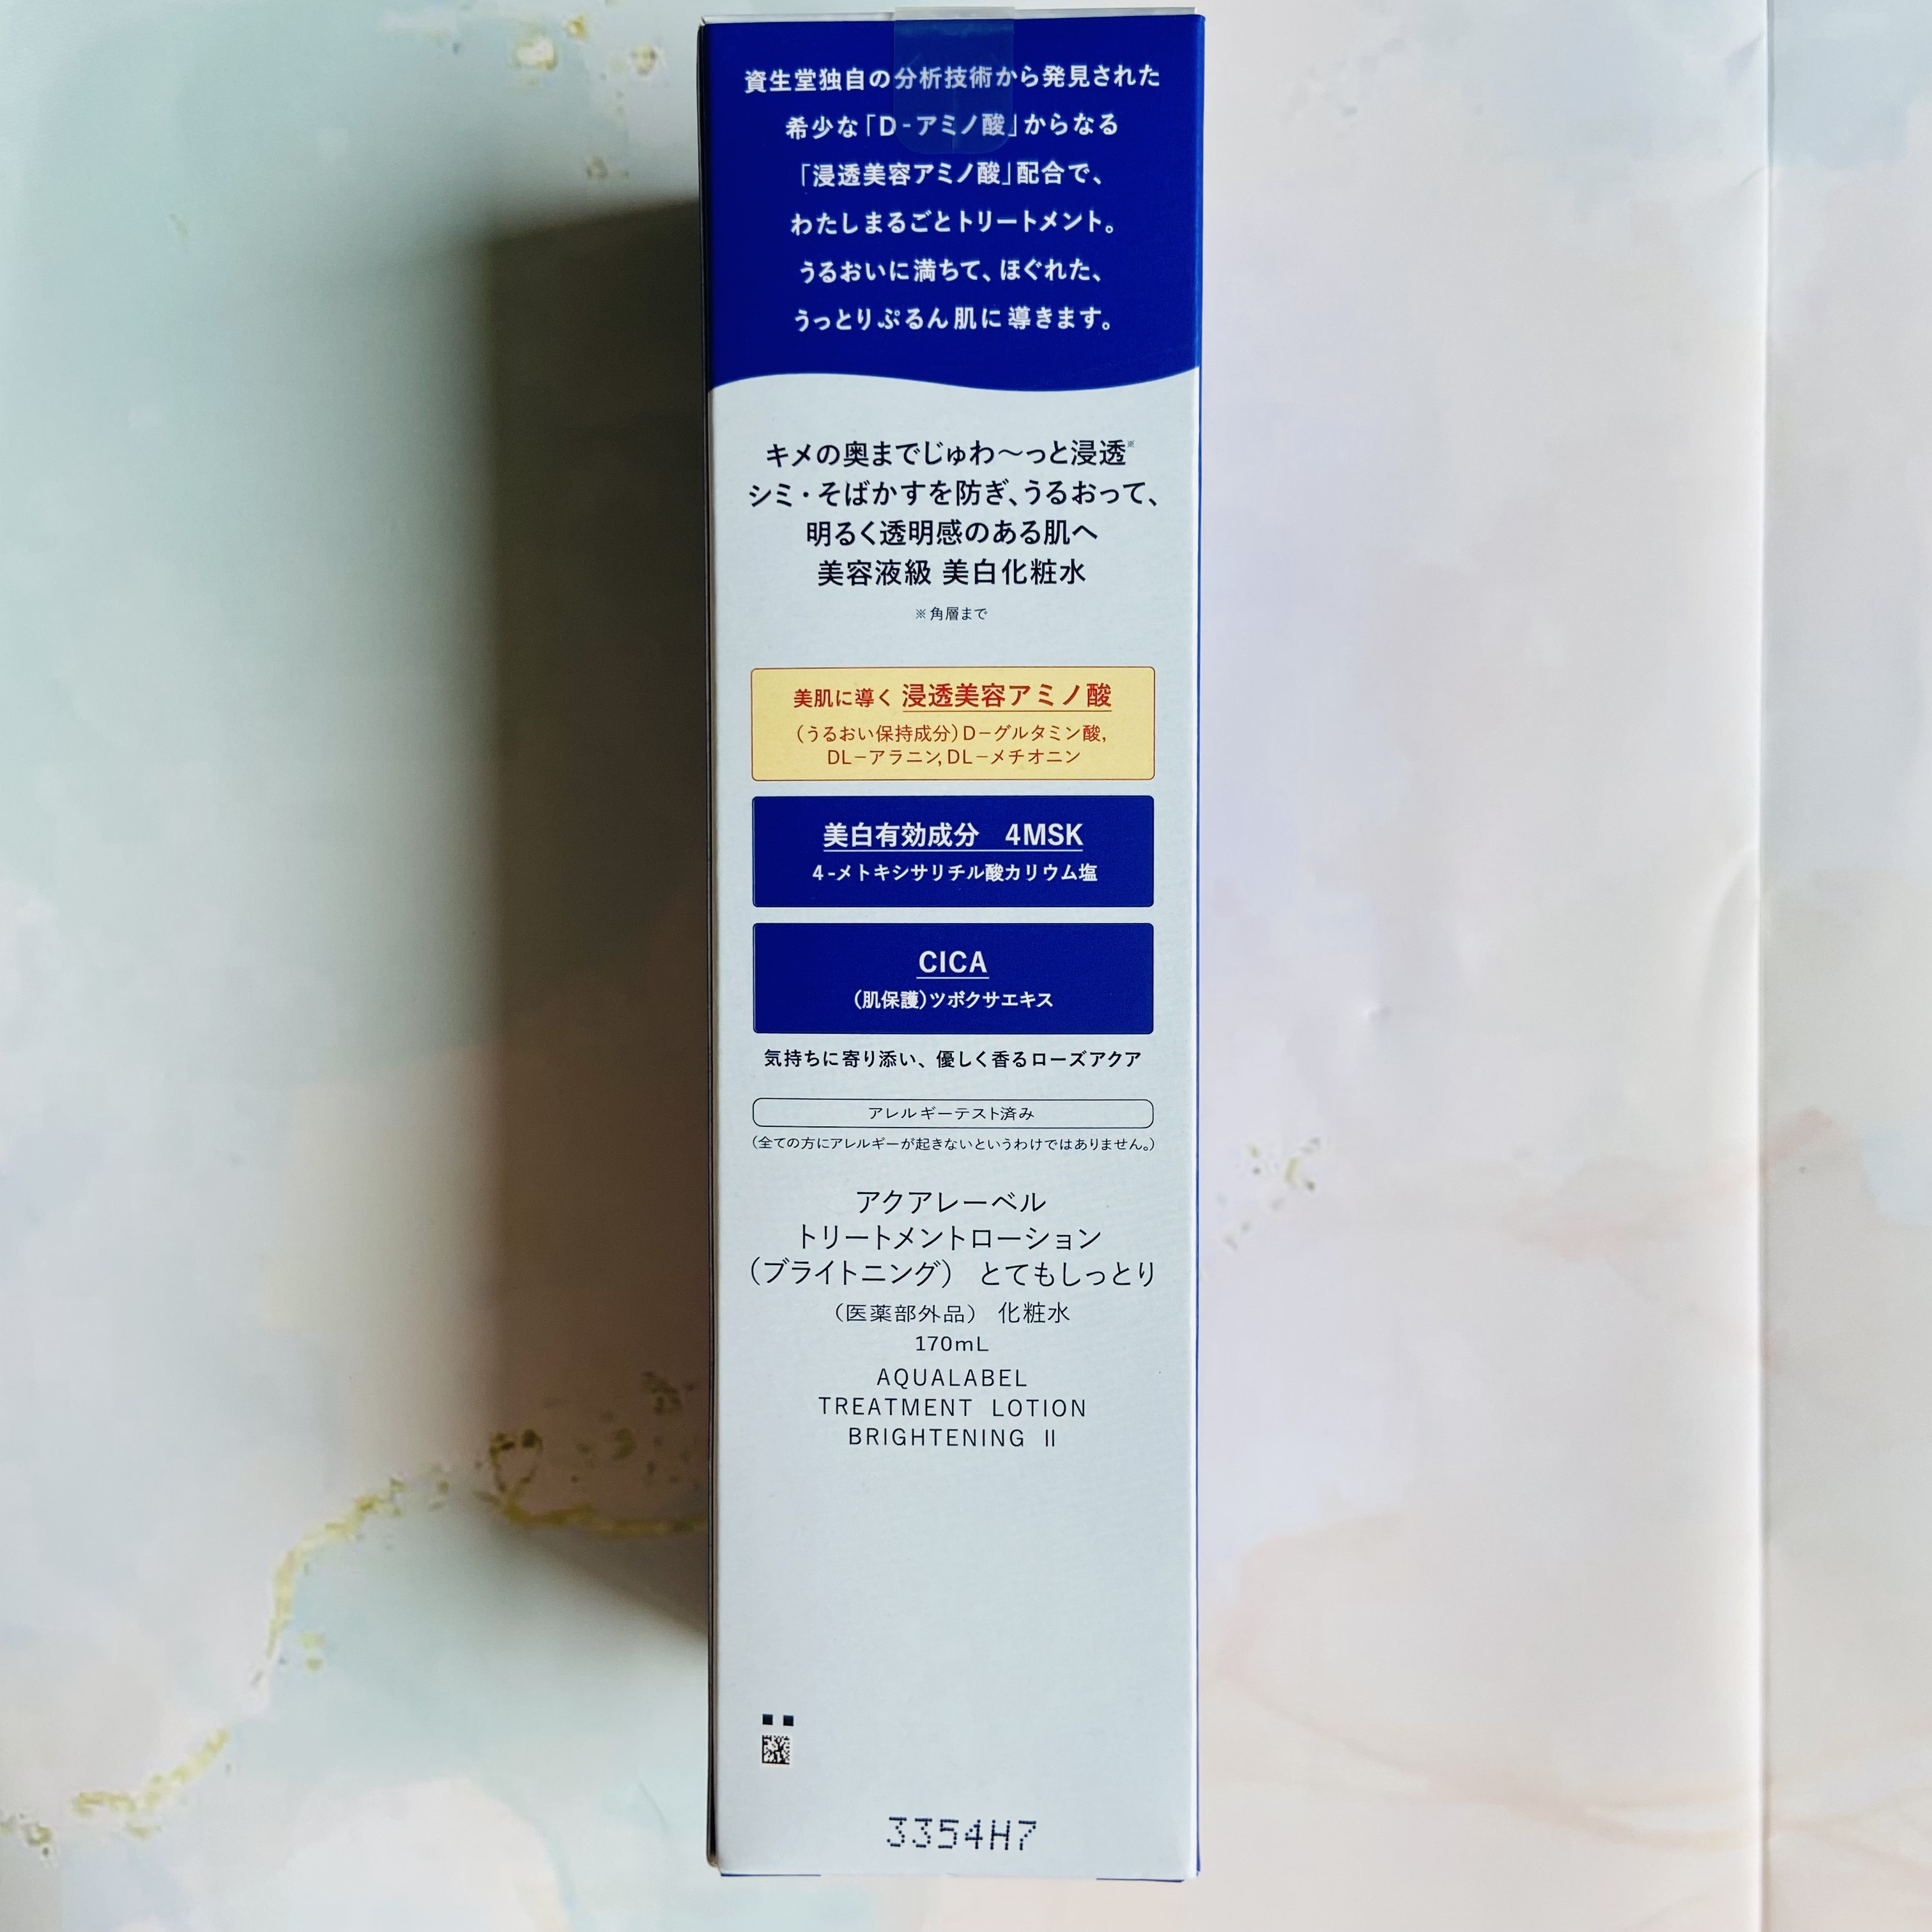 資生堂独自の分析技術から発見された
希少な「D-アミノ酸」からなる
「浸透美容アミノ酸」配合で、
わたしまるごとトリートメント。
うるおいに満ちて、ほぐれた、
うっとりぷるん肌に導きます。
キメの奥までじゅわ～っと浸透※
シミ・そばかすを防ぎ、うるおって、
明るく透明感のある肌へ
美容液級 美白化粧水
※角層まで
美肌に導く 浸透美容アミノ酸
（うるおい保持成分）D－グルタミン酸,
DL－アラニン,DL－メチオニン
美白有効成分　4MSK
4-メトキシサリチル酸カリウム塩
CICA
（肌保護）ツボクサエキス
気持ちに寄り添い、優しく香るローズアクア
アレルギーテスト済み
（全ての方にアレルギーが起きないというわけではありません。）
アクアレーベル
トリートメントローション
（ブライトニング）　とてもしっとり
（医薬部外品）　化粧水
170mL
AQUALABEL
TREATMENT LOTION
BRIGHTENING II
3354H7